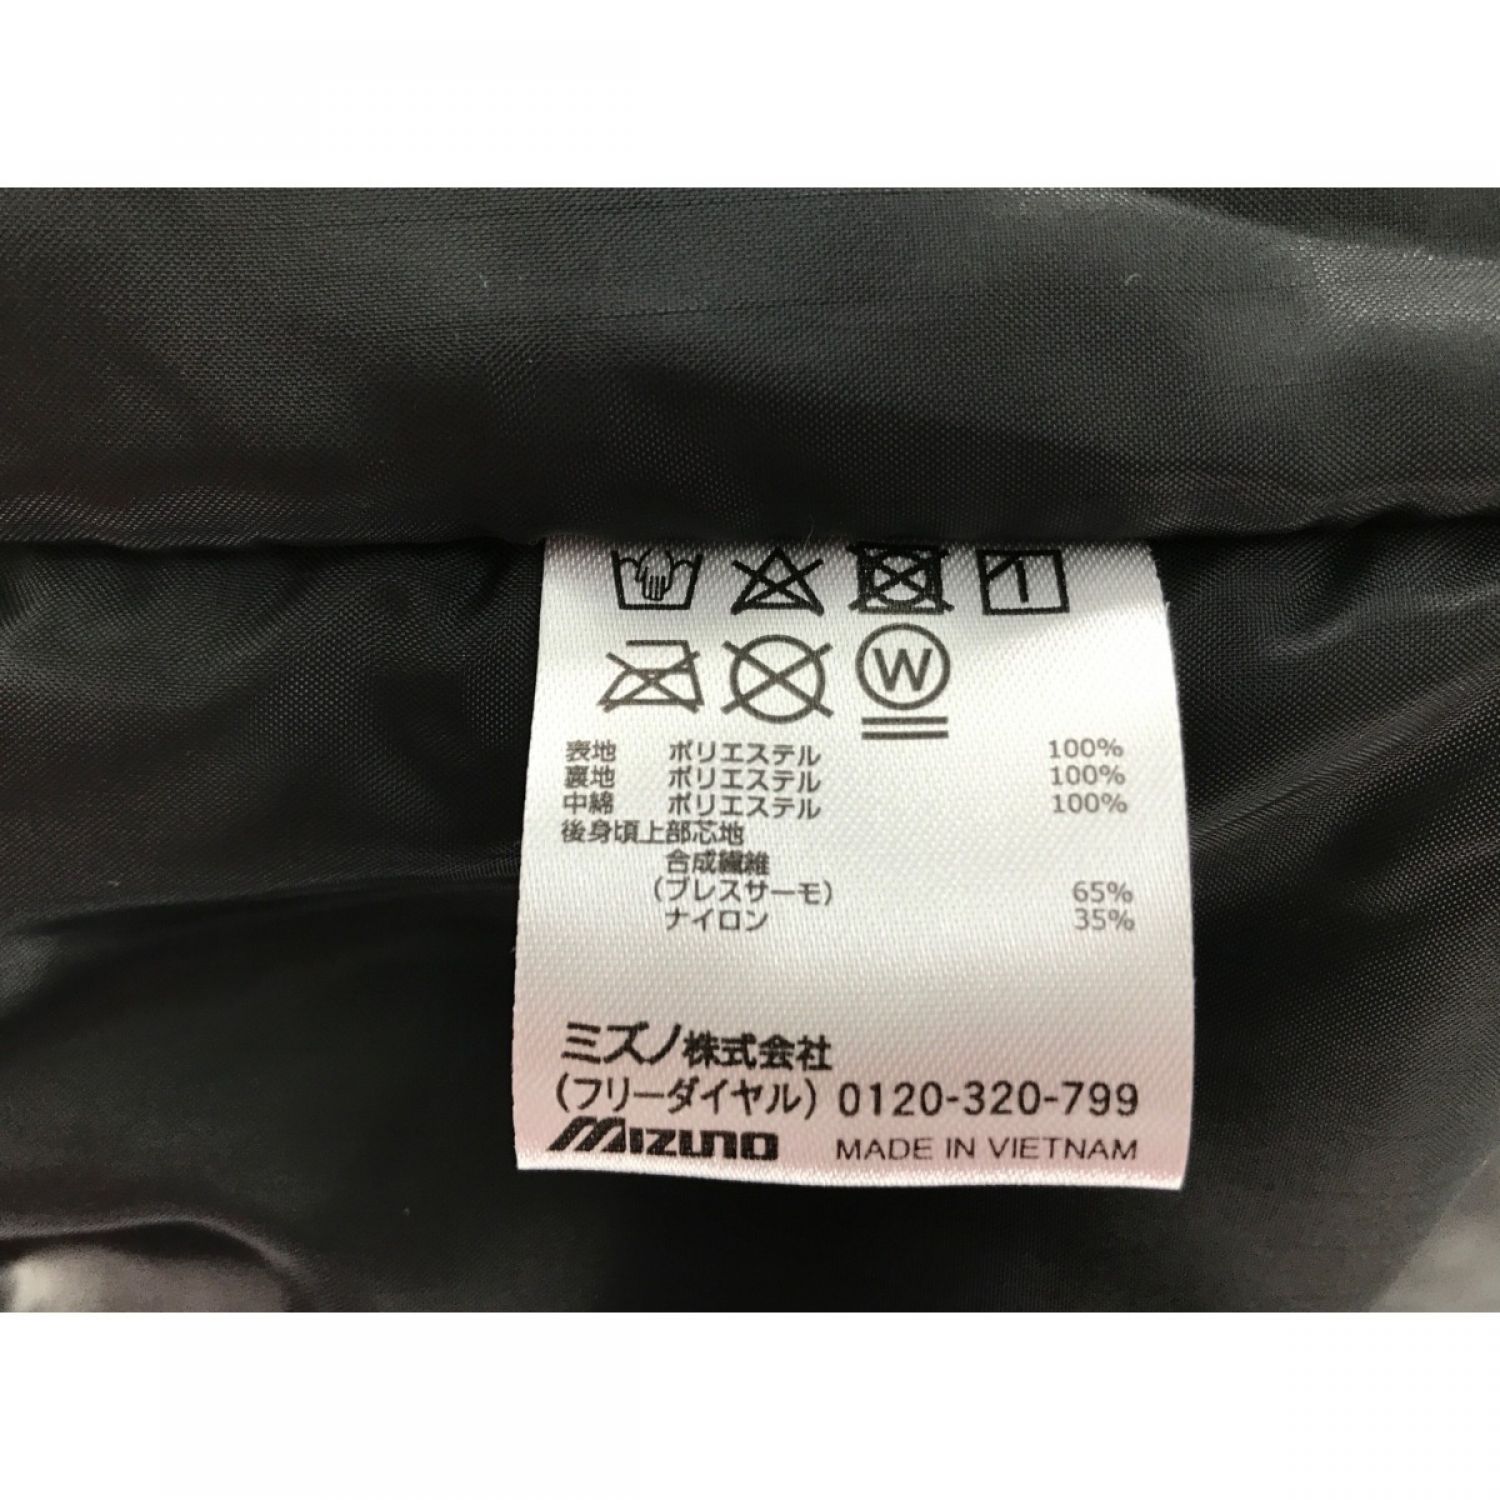 W
表地 ポリエステル 100%
裏地 ポリエステル 100%
中綿 ポリエステル 100%
後身頃上部芯地
合成繊維
(ブレスサーモ) 65%
ナイロン 35%
ミズノ株式会社
(フリーダイヤル) 0120-320-799
MIZUNO MADE IN VIETNAM